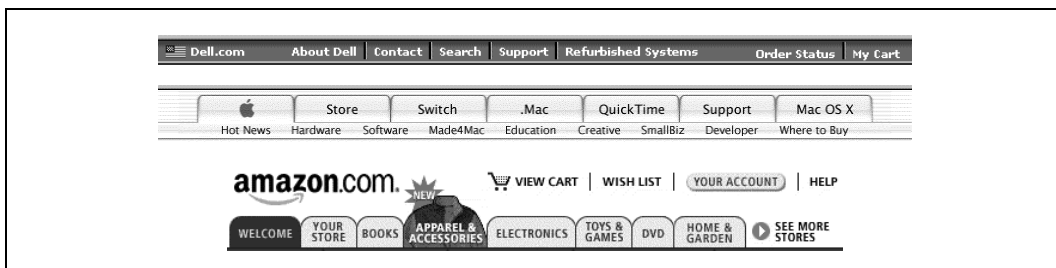 Dell.com About Dell Contact Search Support Refurbished Systems Order Status My Cart
Store Switch .Mac QuickTime Support Mac OS X
Hot News Hardware Software Made4Mac Education Creative SmallBiz Developer Where to Buy
amazon.com. NEW VIEW CART WISH LIST YOUR ACCOUNT HELP
WELCOME YOUR STORE BOOKS APPAREL & ACCESSORIES ELECTRONICS TOYS & GAMES DVD HOME & GARDEN SEE MORE STORES